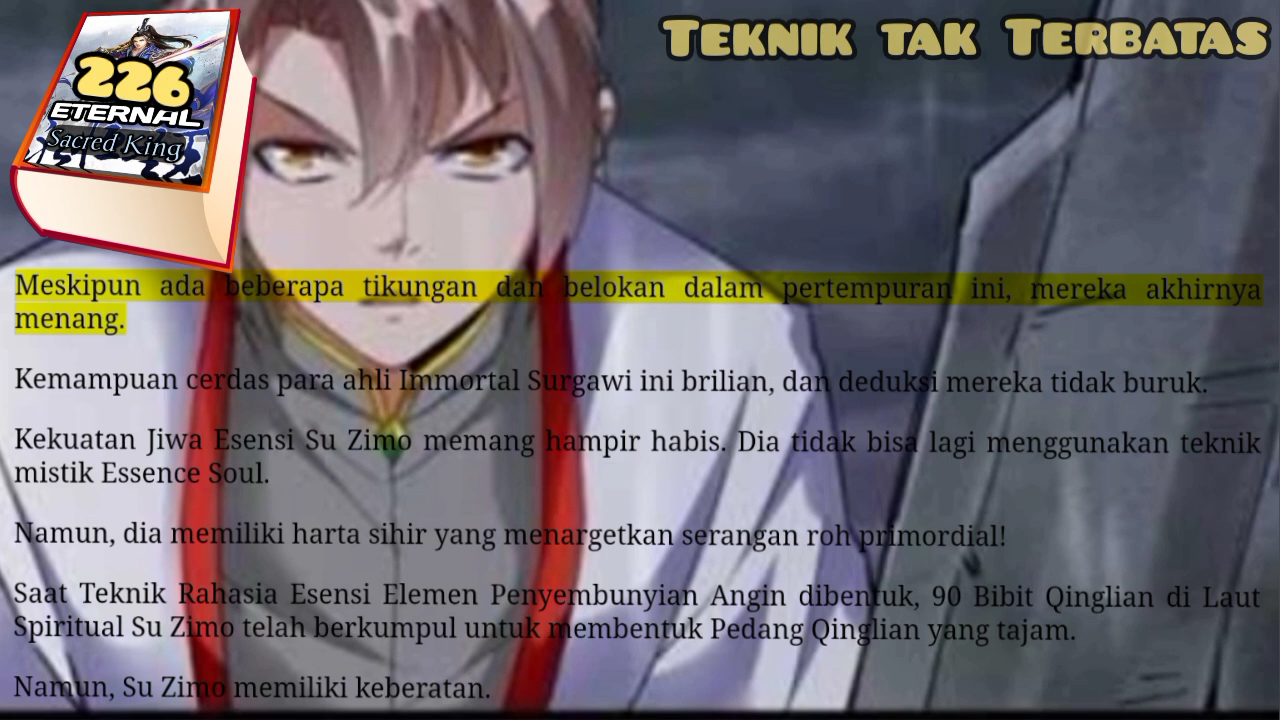 226
ETERNAL
Sacred King
TEKNIK TAK TERBATAS
Meskipun ada beberapa tikungan dan belokan dalam pertempuran ini, mereka akhirnya
menang.
Kemampuan cerdas para ahli Immortal Surgawi ini brilian, dan deduksi mereka tidak buruk.
Kekuatan Jiwa Esensi Su Zimo memang hampir habis. Dia tidak bisa lagi menggunakan teknik
mistik Essence Soul.
Namun, dia memiliki harta sihir yang menargetkan serangan roh primordial!
Saat Teknik Rahasia Esensi Elemen Penyembunyian Angin dibentuk, 90 Bibit Qinglian di Laut
Spiritual Su Zimo telah berkumpul untuk membentuk Pedang Qinglian yang tajam.
Namun, Su Zimo memiliki keberatan.